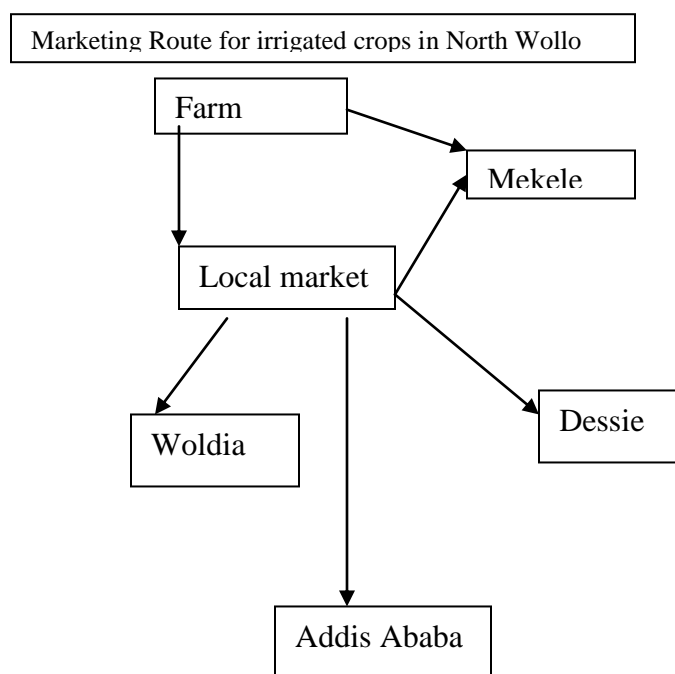 Marketing Route for irrigated crops in North Wollo
Farm
Mekele
Local market
Dessie
Woldia
Addis Ababa